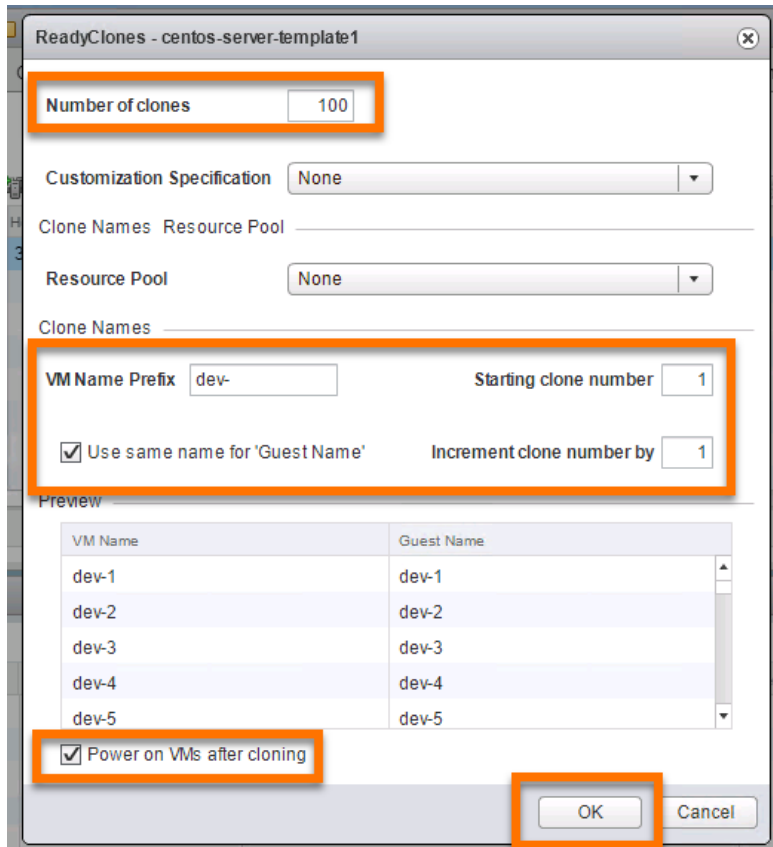 ReadyClones - centos-server-template1
Number of clones 100
Customization Specification None
Clone Names Resource Pool
Resource Pool None
Clone Names
VM Name Prefix dev- Starting clone number 1
Use same name for 'Guest Name' Increment clone number by 1
Preview
VM Name Guest Name
dev-1 dev-1
dev-2 dev-2
dev-3 dev-3
dev-4 dev-4
dev-5 dev-5
Power on VMs after cloning
OK Cancel